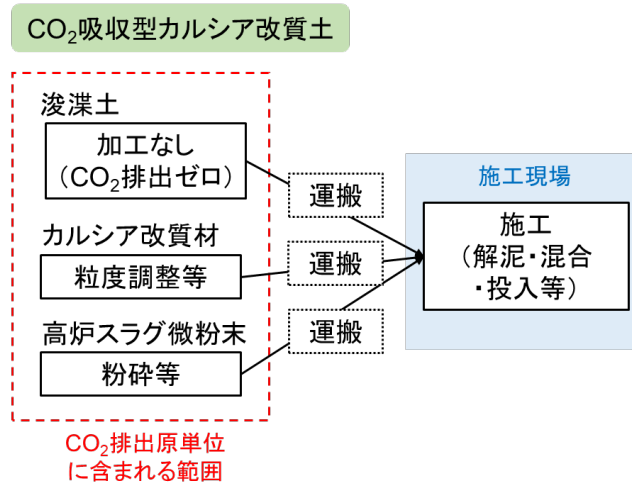 CO₂吸収型カルシア改質土
浚渫土
加工なし
（CO₂排出ゼロ）
カルシア改質材
粒度調整等
高炉スラグ微粉末
粉砕等
運搬
運搬
運搬
施工現場
施工
（解泥・混合
・投入等）
CO₂排出原単位
に含まれる範囲